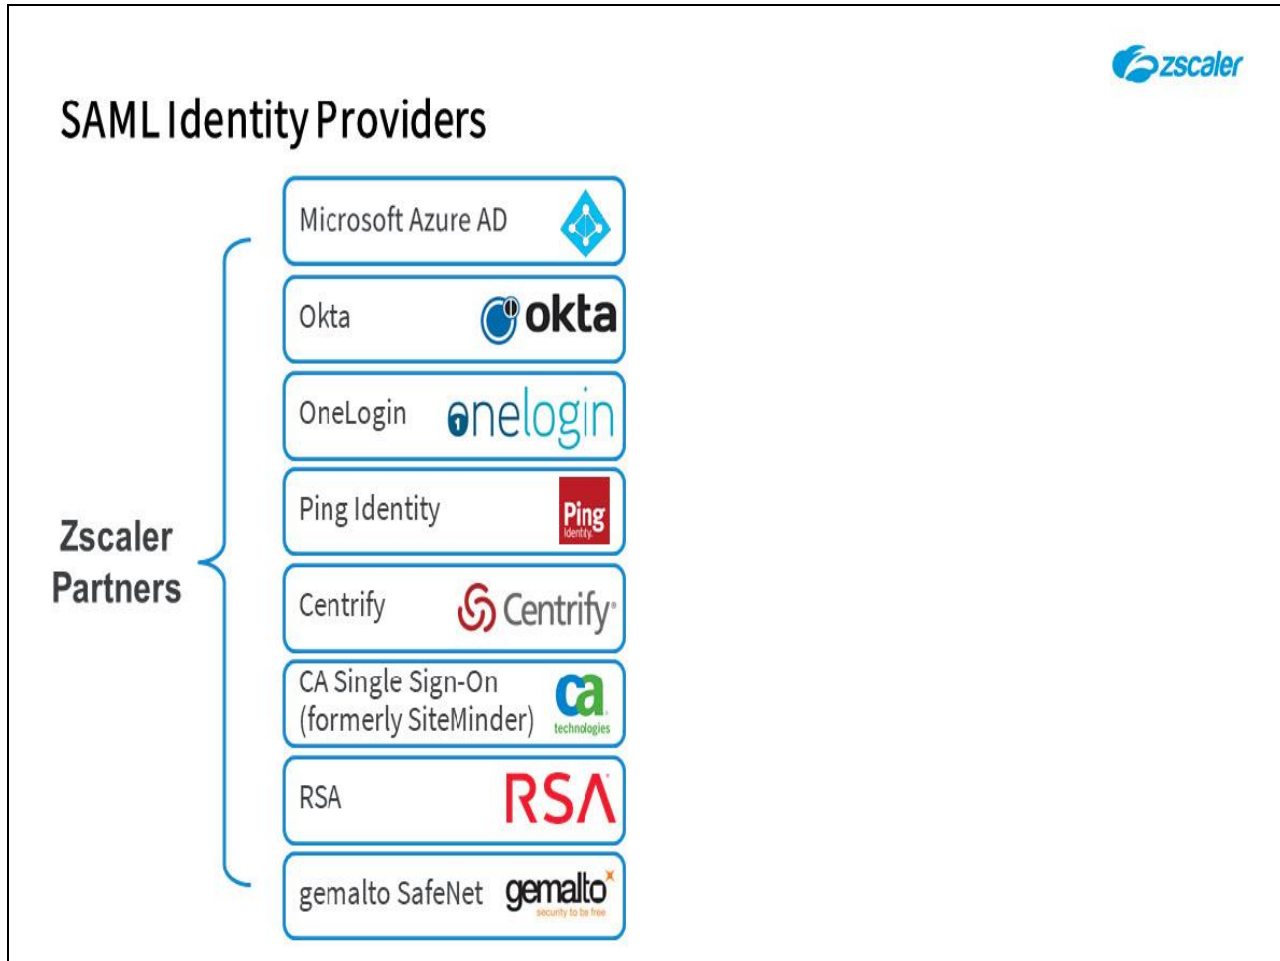 zscaler
SAML Identity Providers
Zscaler
Partners
Microsoft Azure AD
Okta
okta
OneLogin
onelogin
1
Ping Identity
Ping
Identity.
Centrify
Centrify®
CA Single Sign-On
(formerly SiteMinder)
ca
technologies
RSA
RSA
gemalto SafeNet
gemalto
security to be free